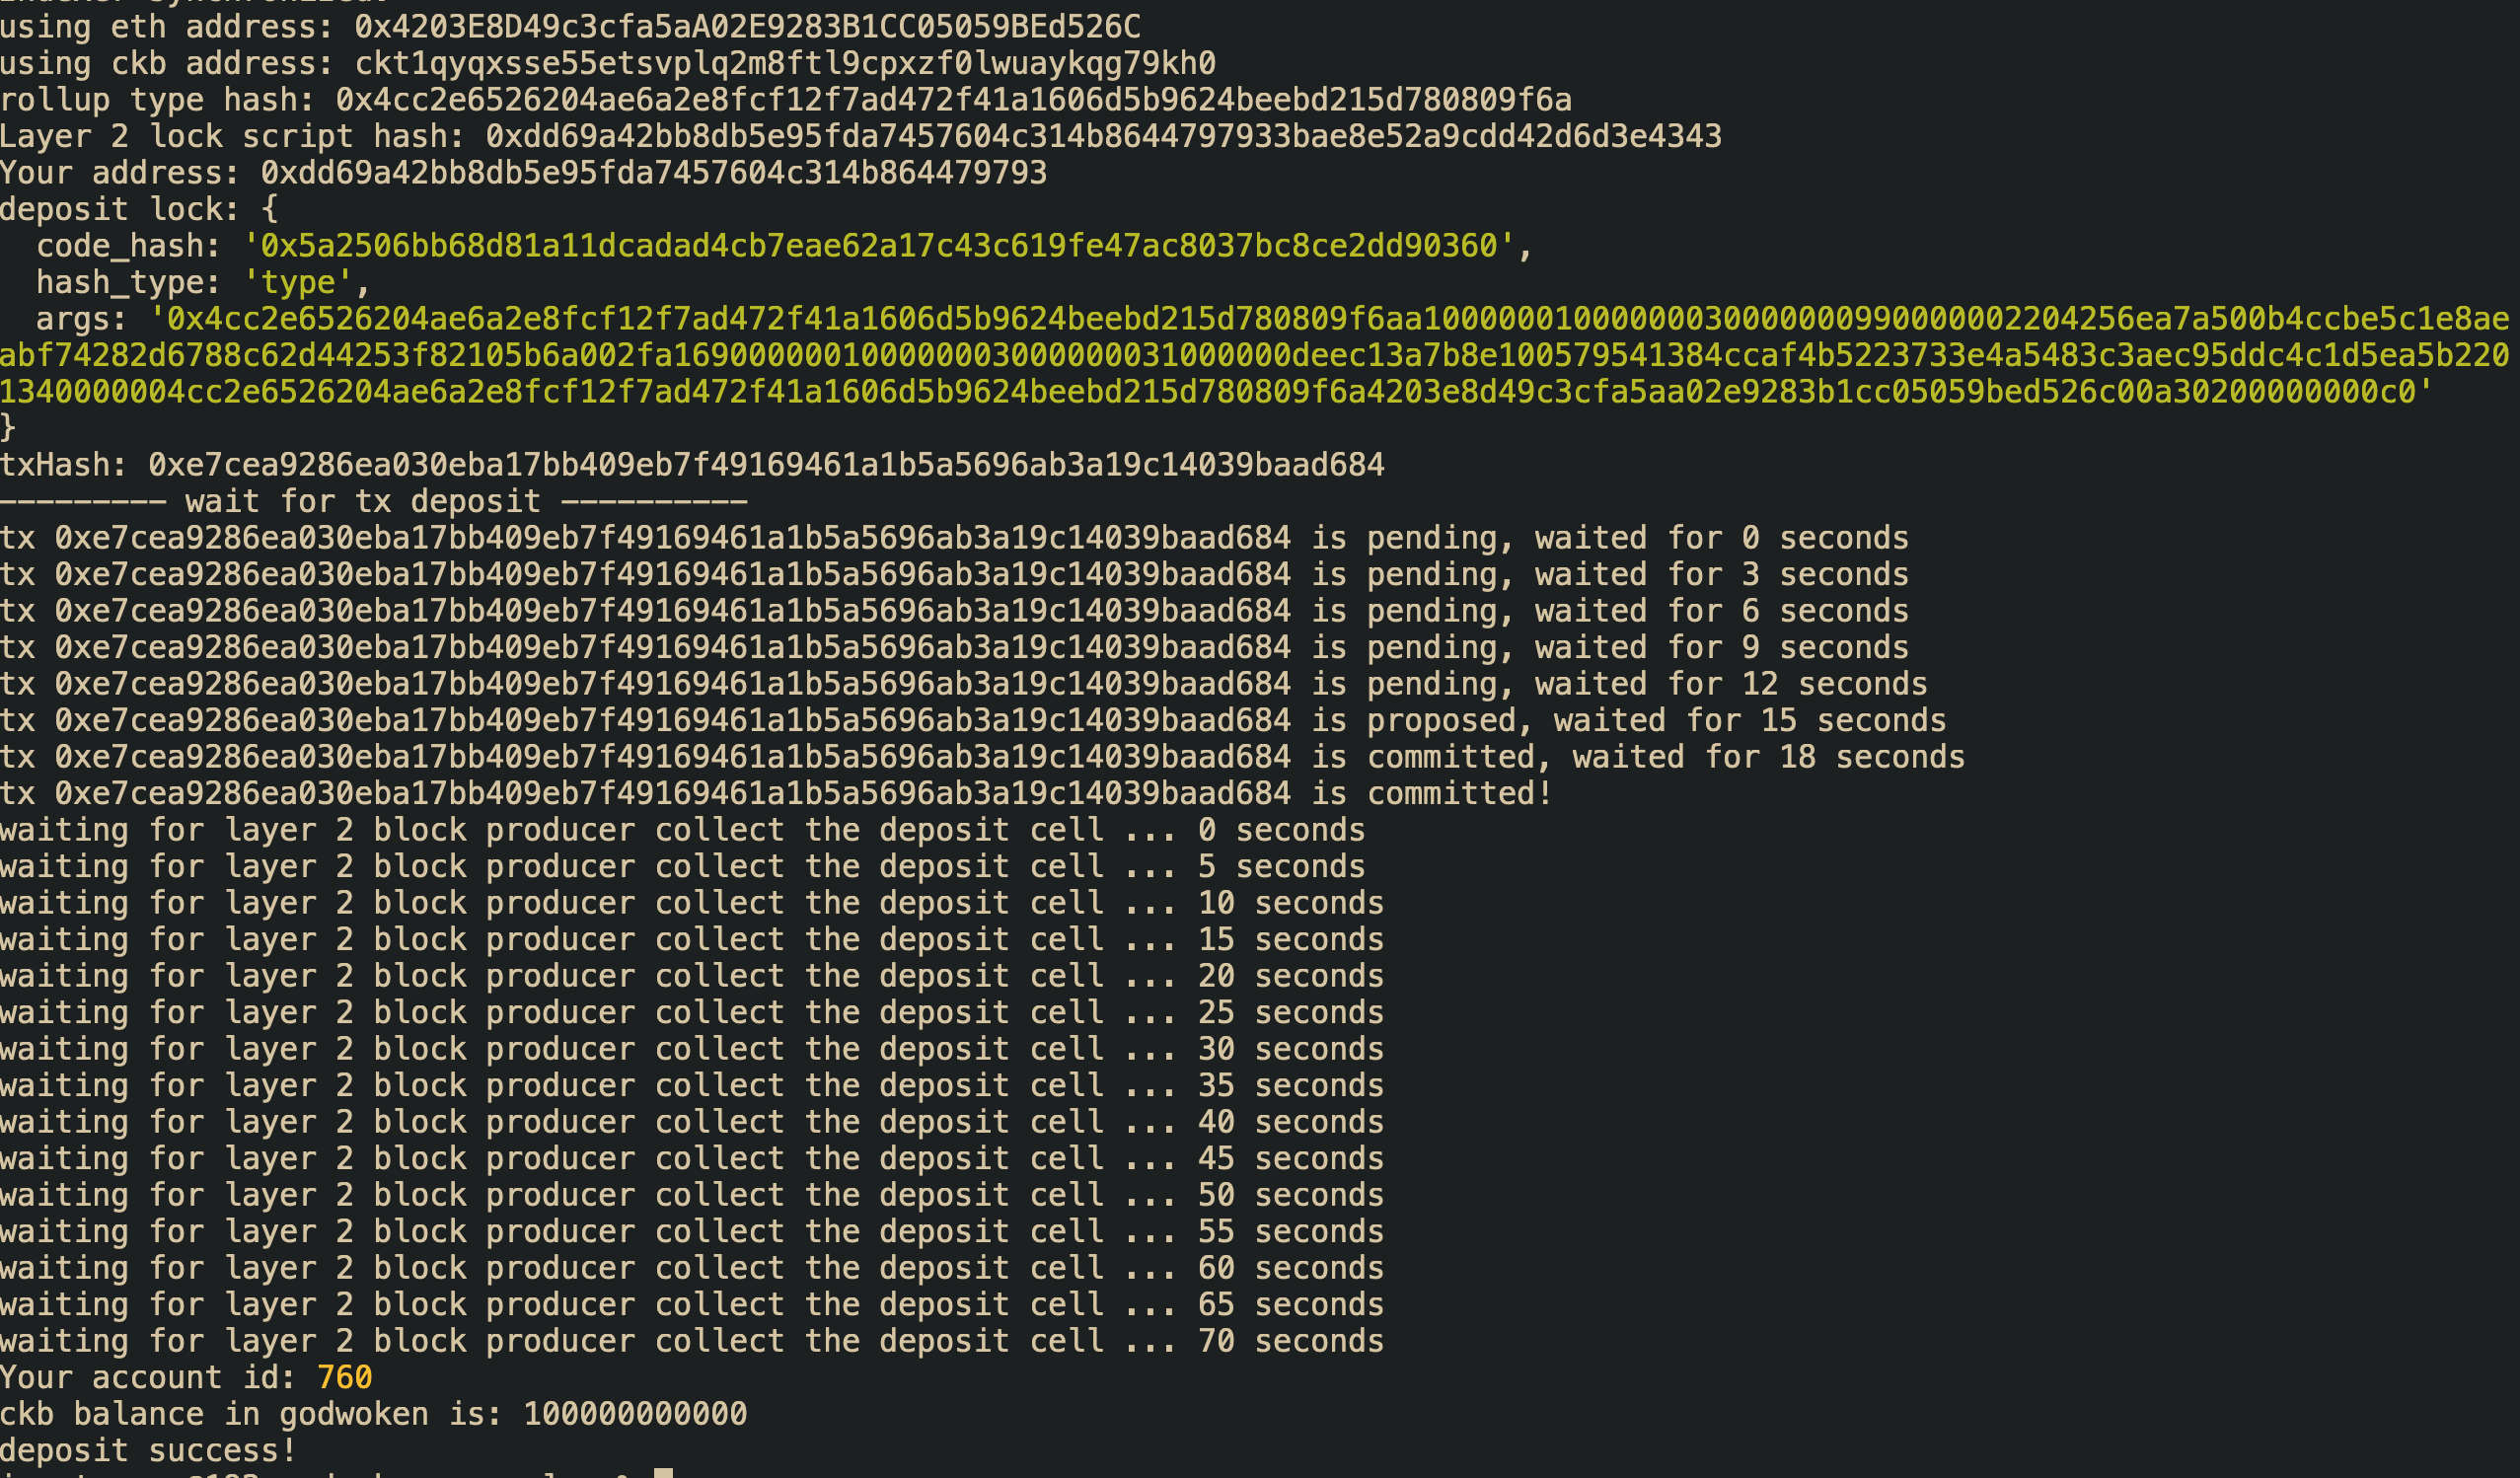 using eth address: 0x4203E8D49c3cfa5aA02E9283B1CC05059BEd526C
using ckb address: ckt1qyqxsse55etsvplq2m8ftl9cpxzf0lwuaykqg79kh0
rollup type hash: 0x4cc2e6526204ae6a2e8fcf12f7ad472f41a1606d5b9624beebd215d780809f6a
Layer 2 lock script hash: 0xdd69a42bb8db5e95fda7457604c314b8644797933bae8e52a9cdd42d6d3e4343
Your address: 0xdd69a42bb8db5e95fda7457604c314b864479793
deposit lock: {
  code_hash: '0x5a2506bb68d81a11dcadad4cb7eae62a17c43c619fe47ac8037bc8ce2dd90360',
  hash_type: 'type',
  args: '0x4cc2e6526204ae6a2e8fcf12f7ad472f41a1606d5b9624beebd215d780809f6aa10000001000000030000000990000002204256ea7a500b4ccbe5c1e8ae
abf74282d6788c62d44253f82105b6a002fa1690000000100000003000000031000000deec13a7b8e100579541384ccaf4b5223733e4a5483c3aec95ddc4c1d5ea5b220
1340000004cc2e6526204ae6a2e8fcf12f7ad472f41a1606d5b9624beebd215d780809f6a4203e8d49c3cfa5aa02e9283b1cc05059bed526c00a30200000000c0'
}
txHash: 0xe7cea9286ea030eba17bb409eb7f49169461a1b5a5696ab3a19c14039baad684
--------- wait for tx deposit ----------
tx 0xe7cea9286ea030eba17bb409eb7f49169461a1b5a5696ab3a19c14039baad684 is pending, waited for 0 seconds
tx 0xe7cea9286ea030eba17bb409eb7f49169461a1b5a5696ab3a19c14039baad684 is pending, waited for 3 seconds
tx 0xe7cea9286ea030eba17bb409eb7f49169461a1b5a5696ab3a19c14039baad684 is pending, waited for 6 seconds
tx 0xe7cea9286ea030eba17bb409eb7f49169461a1b5a5696ab3a19c14039baad684 is pending, waited for 9 seconds
tx 0xe7cea9286ea030eba17bb409eb7f49169461a1b5a5696ab3a19c14039baad684 is pending, waited for 12 seconds
tx 0xe7cea9286ea030eba17bb409eb7f49169461a1b5a5696ab3a19c14039baad684 is proposed, waited for 15 seconds
tx 0xe7cea9286ea030eba17bb409eb7f49169461a1b5a5696ab3a19c14039baad684 is committed, waited for 18 seconds
tx 0xe7cea9286ea030eba17bb409eb7f49169461a1b5a5696ab3a19c14039baad684 is committed!
waiting for layer 2 block producer collect the deposit cell ... 0 seconds
waiting for layer 2 block producer collect the deposit cell ... 5 seconds
waiting for layer 2 block producer collect the deposit cell ... 10 seconds
waiting for layer 2 block producer collect the deposit cell ... 15 seconds
waiting for layer 2 block producer collect the deposit cell ... 20 seconds
waiting for layer 2 block producer collect the deposit cell ... 25 seconds
waiting for layer 2 block producer collect the deposit cell ... 30 seconds
waiting for layer 2 block producer collect the deposit cell ... 35 seconds
waiting for layer 2 block producer collect the deposit cell ... 40 seconds
waiting for layer 2 block producer collect the deposit cell ... 45 seconds
waiting for layer 2 block producer collect the deposit cell ... 50 seconds
waiting for layer 2 block producer collect the deposit cell ... 55 seconds
waiting for layer 2 block producer collect the deposit cell ... 60 seconds
waiting for layer 2 block producer collect the deposit cell ... 65 seconds
waiting for layer 2 block producer collect the deposit cell ... 70 seconds
Your account id: 760
ckb balance in godwoken is: 100000000000
deposit success!